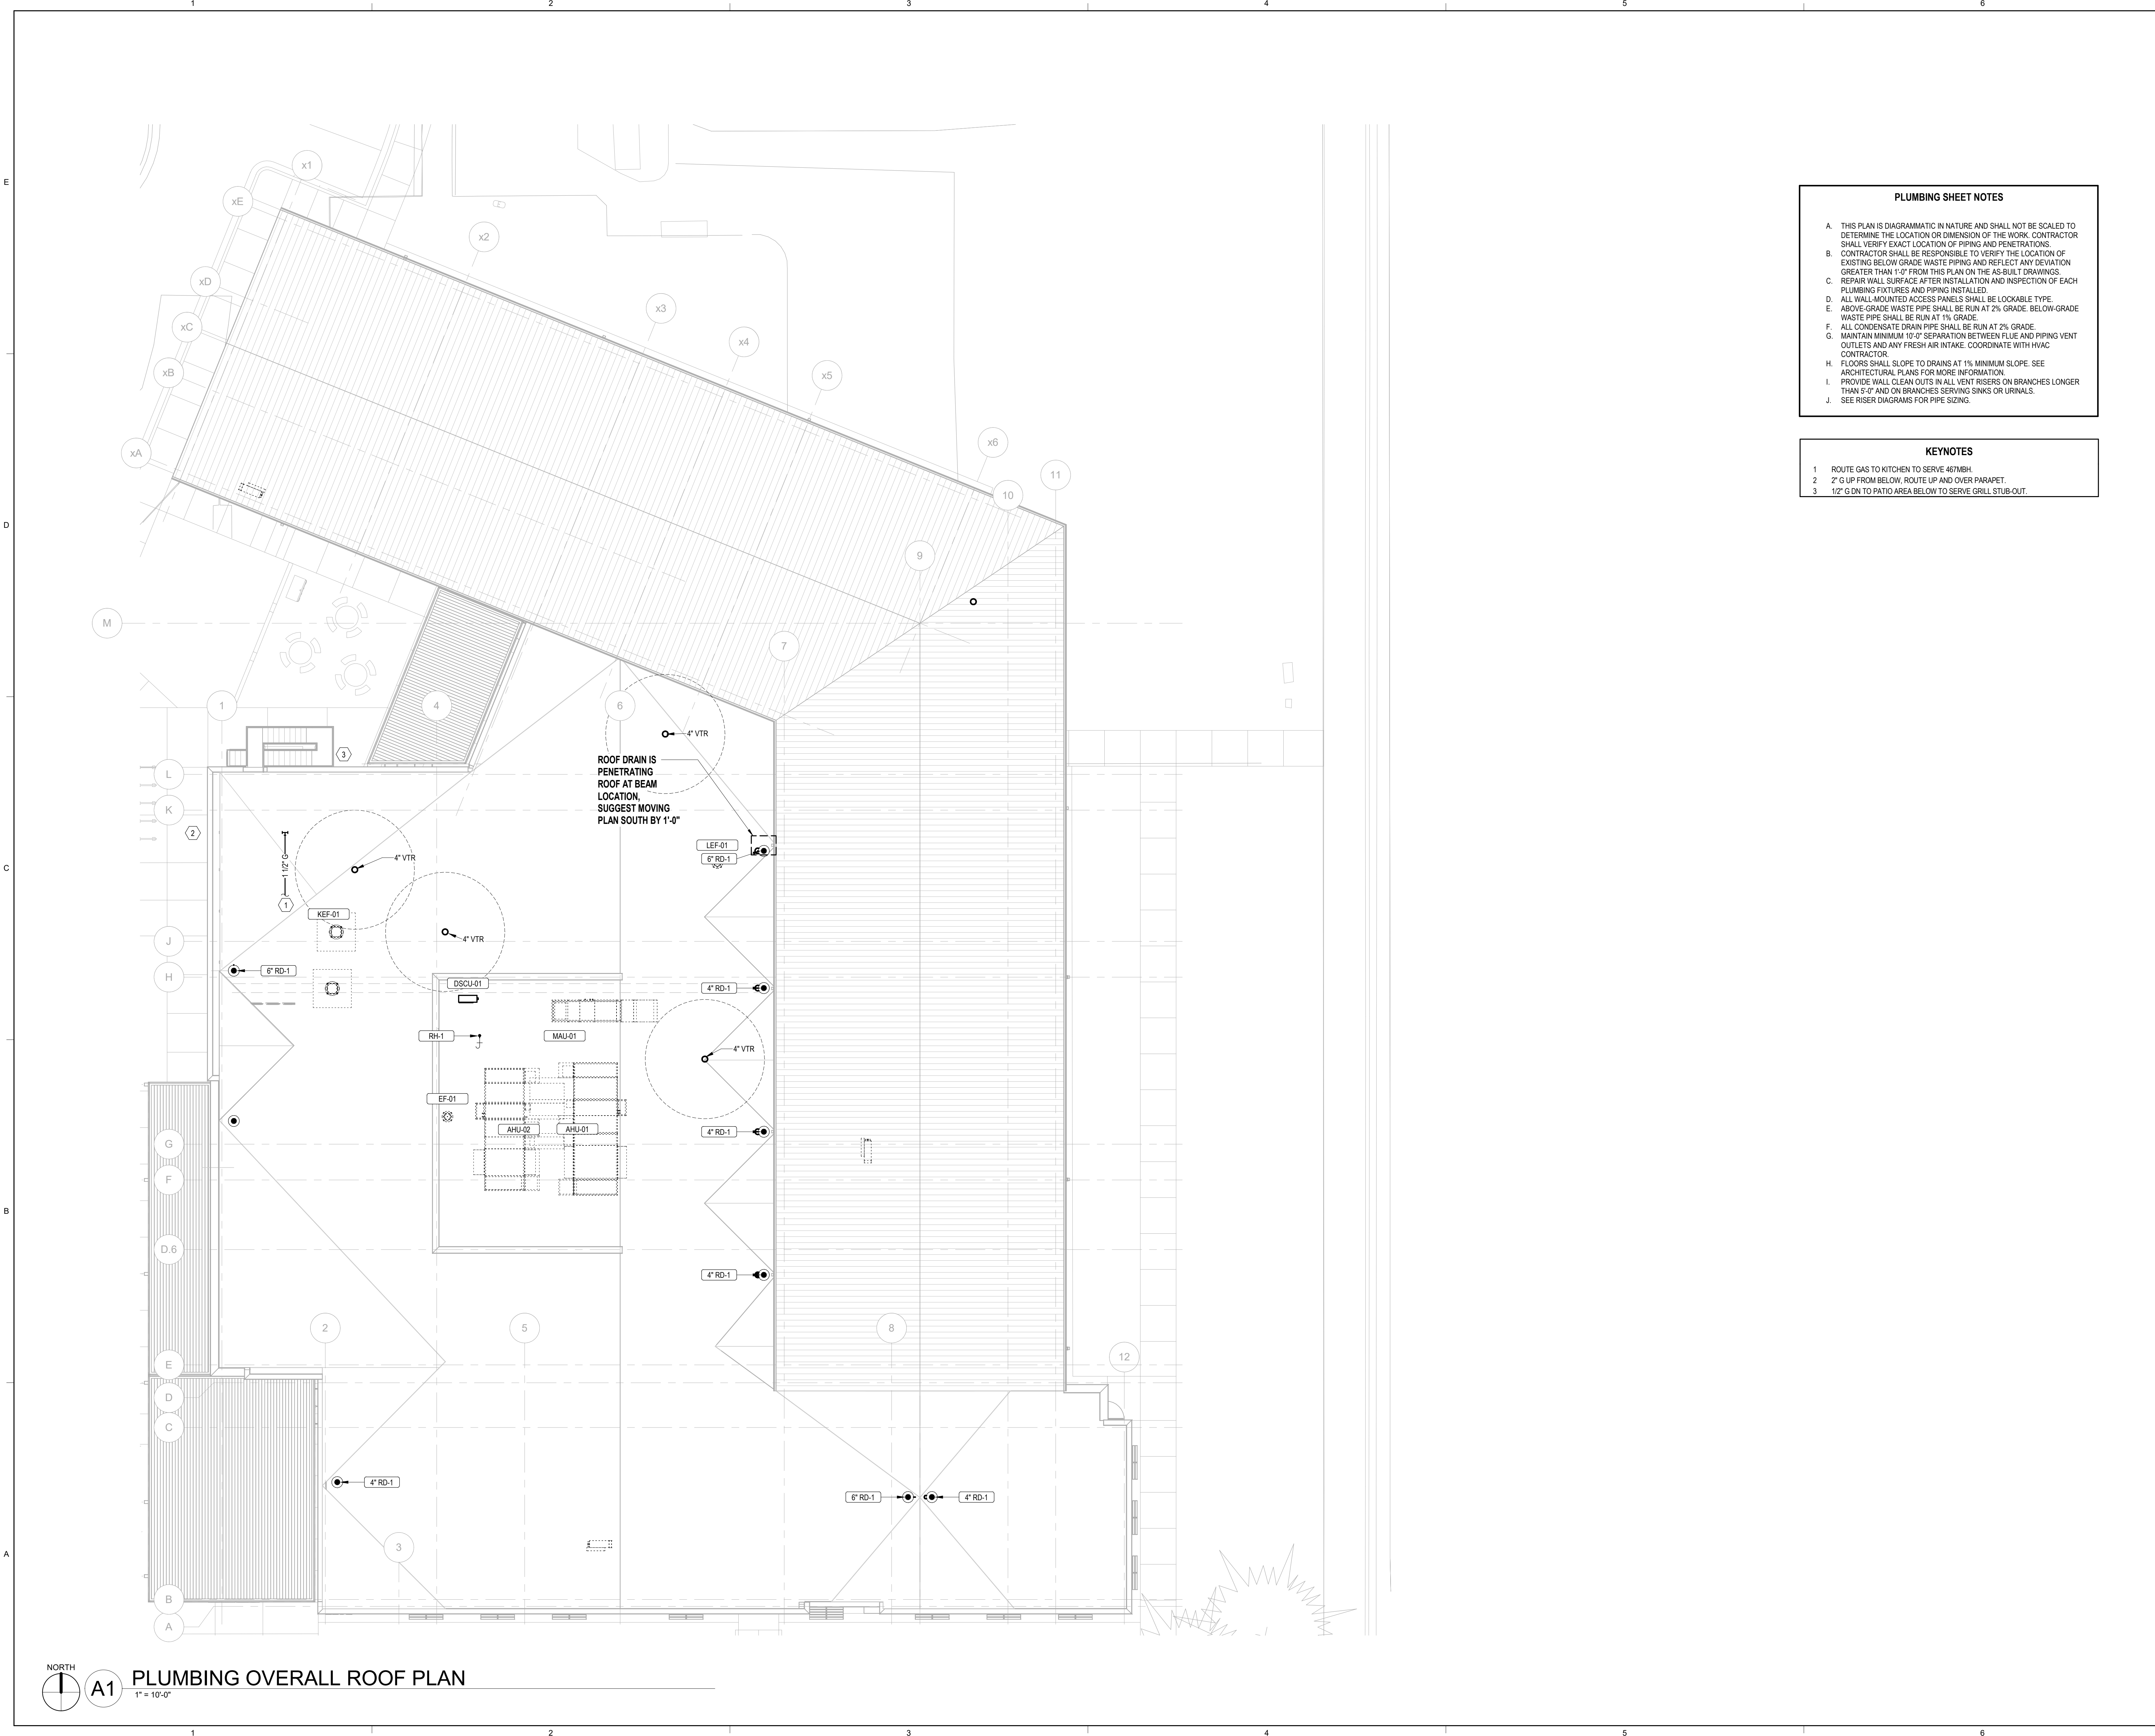 1 2 3 4 5 6
E
D
C
B
A
x1
xE
x2
xD
x3
xC
x4
xB
x5
xA
x6
11
10
9
M
7
1
4
6
4" VTR
ROOF DRAIN IS
PENETRATING
ROOF AT BEAM
LOCATION,
SUGGEST MOVING
PLAN SOUTH BY 1'-0"
3
L
K
2
LEF-01
6" RD-1
4" VTR
1 1/2" G
1
KEF-01
4" VTR
J
6" RD-1
H
DSCU-01
4" RD-1
RH-1
MAU-01
4" VTR
EF-01
AHU-02
AHU-01
4" RD-1
G
F
D.6
4" RD-1
2
5
8
12
E
D
C
4" RD-1
6" RD-1
4" RD-1
3
B
A
PLUMBING SHEET NOTES
A. THIS PLAN IS DIAGRAMMATIC IN NATURE AND SHALL NOT BE SCALED TO
DETERMINE THE LOCATION OR DIMENSION OF THE WORK. CONTRACTOR
SHALL VERIFY EXACT LOCATION OF PIPING AND PENETRATIONS.
B. CONTRACTOR SHALL BE RESPONSIBLE TO VERIFY THE LOCATION OF
EXISTING BELOW GRADE WASTE PIPING AND REFLECT ANY DEVIATION
GREATER THAN 1'-0" FROM THIS PLAN ON THE AS-BUILT DRAWINGS.
C. REPAIR WALL SURFACE AFTER INSTALLATION AND INSPECTION OF EACH
PLUMBING FIXTURES AND PIPING INSTALLED.
D. ALL WALL-MOUNTED ACCESS PANELS SHALL BE LOCKABLE TYPE.
E. ABOVE-GRADE WASTE PIPE SHALL BE RUN AT 2% GRADE. BELOW-GRADE
WASTE PIPE SHALL BE RUN AT 1% GRADE.
F. ALL CONDENSATE DRAIN PIPE SHALL BE RUN AT 2% GRADE.
G. MAINTAIN MINIMUM 10'-0" SEPARATION BETWEEN FLUE AND PIPING VENT
OUTLETS AND ANY FRESH AIR INTAKE. COORDINATE WITH HVAC
CONTRACTOR.
H. FLOORS SHALL SLOPE TO DRAINS AT 1% MINIMUM SLOPE. SEE
ARCHITECTURAL PLANS FOR MORE INFORMATION.
I. PROVIDE WALL CLEAN OUTS IN ALL VENT RISERS ON BRANCHES LONGER
THAN 5'-0" AND ON BRANCHES SERVING SINKS OR URINALS.
J. SEE RISER DIAGRAMS FOR PIPE SIZING.
KEYNOTES
1 ROUTE GAS TO KITCHEN TO SERVE 467MBH.
2 2" G UP FROM BELOW, ROUTE UP AND OVER PARAPET.
3 1/2" G DN TO PATIO AREA BELOW TO SERVE GRILL STUB-OUT.
NORTH
A1
PLUMBING OVERALL ROOF PLAN
1" = 10'-0"
1 2 3 4 5 6